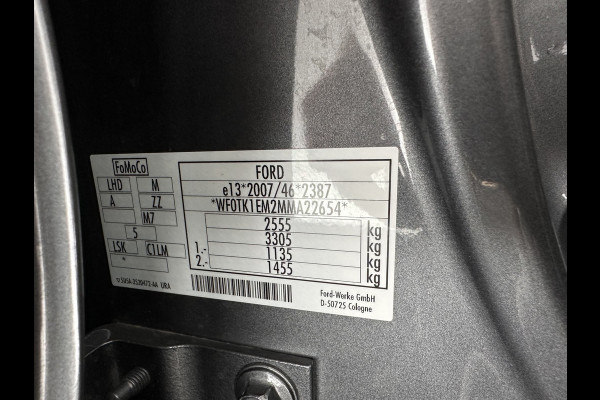 FoMoCo
LHD M
A ZZ
M7
5
LSK C1LM
*
FORD
e13*2007/46*2387
*WF0TK1EM2MMA22654*
2555 kg
3305 kg
1.- 1135 kg
2.- 1455 kg
DRA
Ford-Werke GmbH
D-50725 Cologne